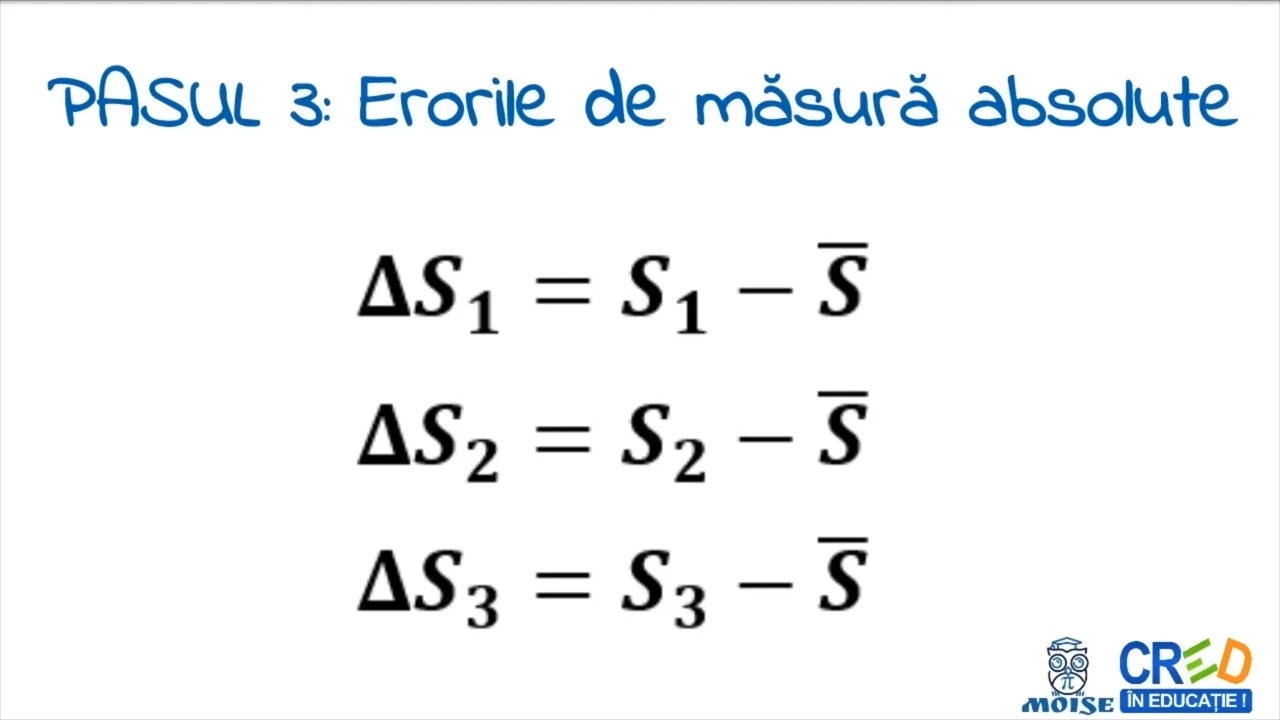 PASUL 3: Erorile de măsură absolute
ΔS₁ = S₁ − S̅
ΔS₂ = S₂ − S̅
ΔS₃ = S₃ − S̅
π
MOISE
CRED
ÎN EDUCAȚIE !